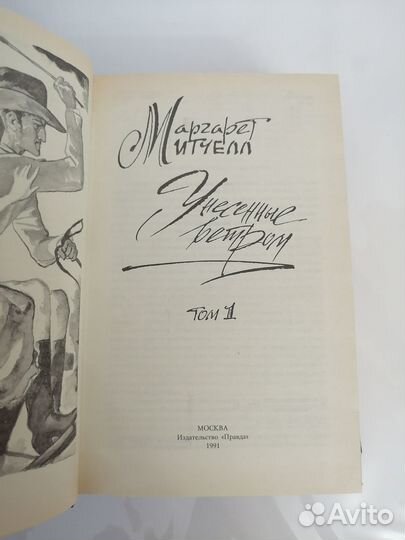 Маргарет
Митчелл
Унесенные
ветром
ТОМ 1
МОСКВА
Издательство «Правда»
1991
Avito